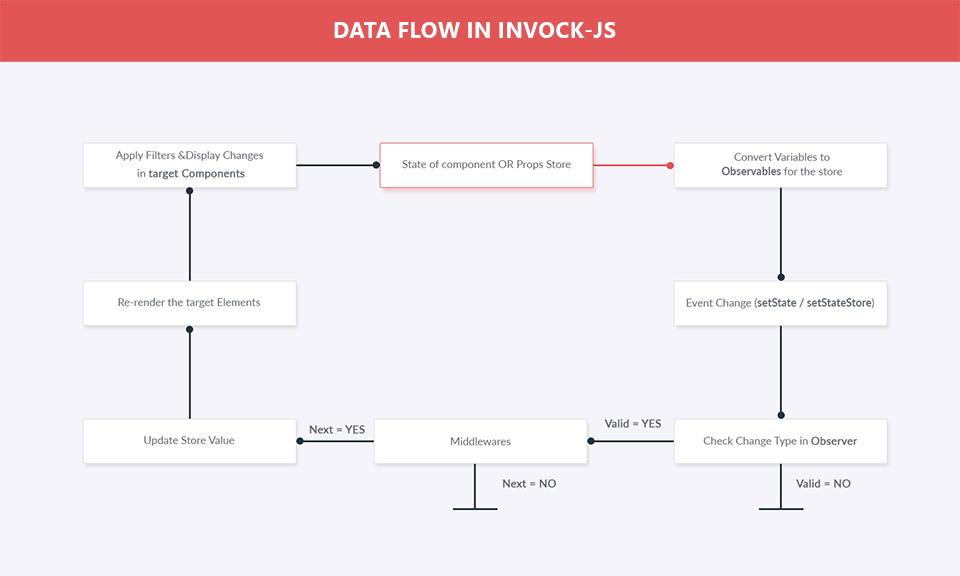 DATA FLOW IN INVOCK-JS
Apply Filters &Display Changes
in target Components
State of component OR Props Store
Convert Variables to
Observables for the store
Re-render the target Elements
Event Change (setState / setStateStore)
Update Store Value
Next = YES
Middlewares
Valid = YES
Check Change Type in Observer
Next = NO
Valid = NO